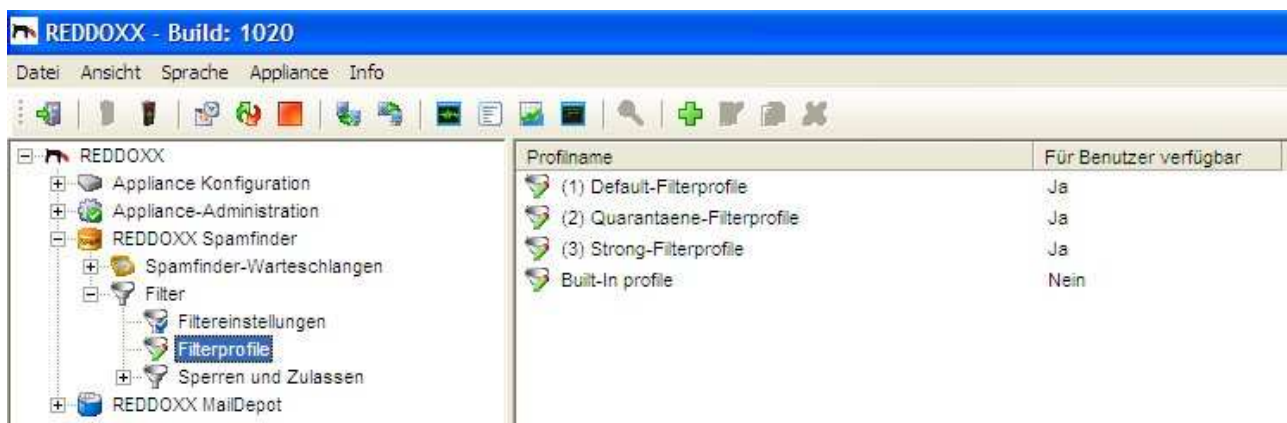 REDDOXX - Build: 1020
Datei Ansicht Sprache Appliance Info
REDDOXX
Appliance Konfiguration
Appliance-Administration
REDDOXX Spamfinder
Spamfinder-Warteschlangen
Filter
Filtereinstellungen
Filterprofile
Sperren und Zulassen
REDDOXX MailDepot
Profilname Für Benutzer verfügbar
(1) Default-Filterprofile Ja
(2) Quarantaene-Filterprofile Ja
(3) Strong-Filterprofile Ja
Built-In profile Nein